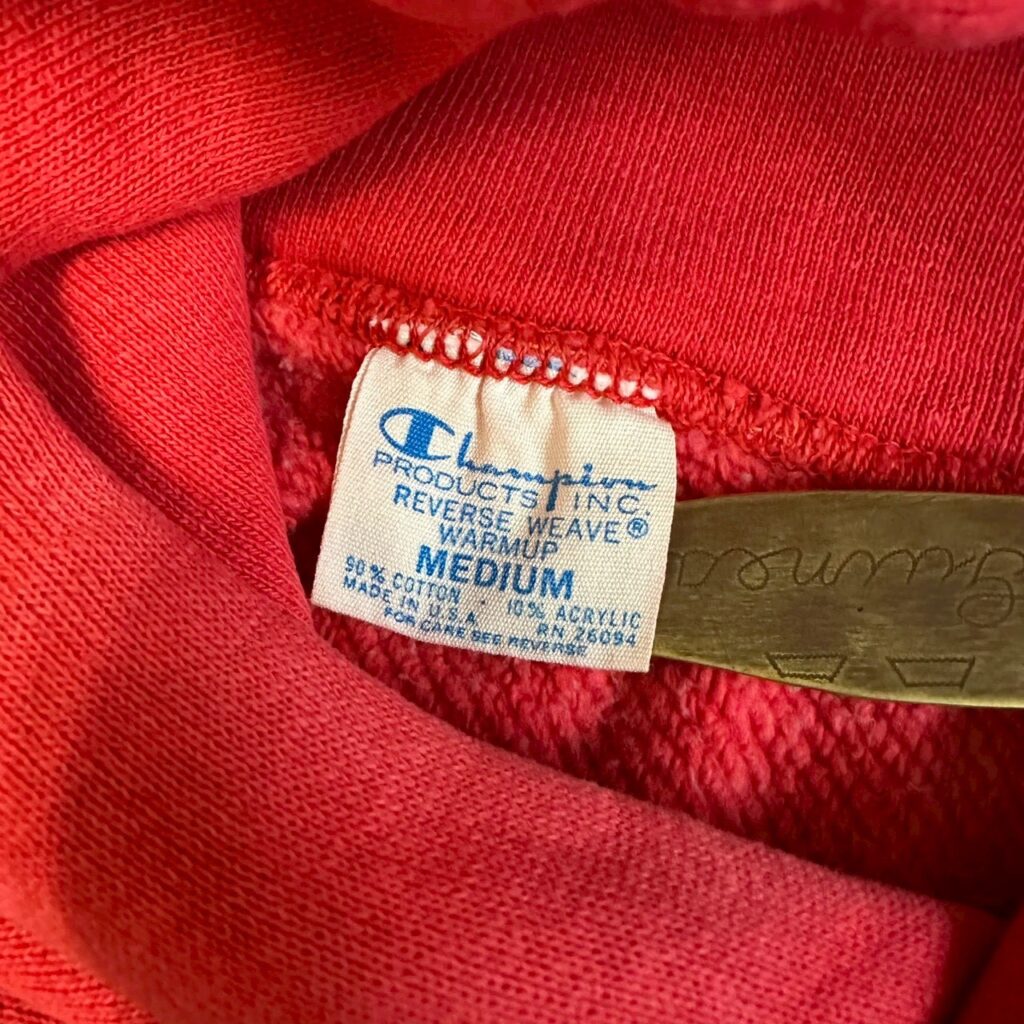 Champion
PRODUCTS INC.
REVERSE WEAVE®
WARMUP
MEDIUM
90% COTTON · 10% ACRYLIC
MADE IN U.S.A. RN 26094
FOR CARE SEE REVERSE